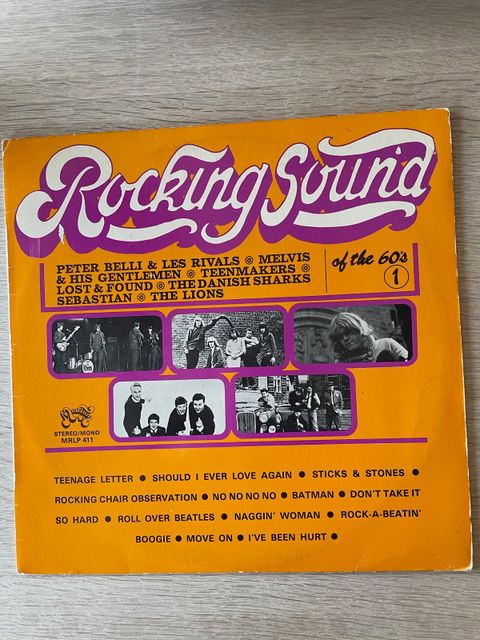 Rocking Sound
of the 60's
1
PETER BELLI & LES RIVALS ⊛ MELVIS
& HIS GENTLEMEN ⊛ TEENMAKERS ⊛
LOST & FOUND ⊛ THE DANISH SHARKS
SEBASTIAN ⊛ THE LIONS
STEREO/MONO
MRLP 411
TEENAGE LETTER ● SHOULD I EVER LOVE AGAIN ● STICKS & STONES ●
ROCKING CHAIR OBSERVATION ● NO NO NO NO ● BATMAN ● DON'T TAKE IT
SO HARD ● ROLL OVER BEATLES ● NAGGIN' WOMAN ● ROCK-A-BEATIN'
BOOGIE ● MOVE ON ● I'VE BEEN HURT ●